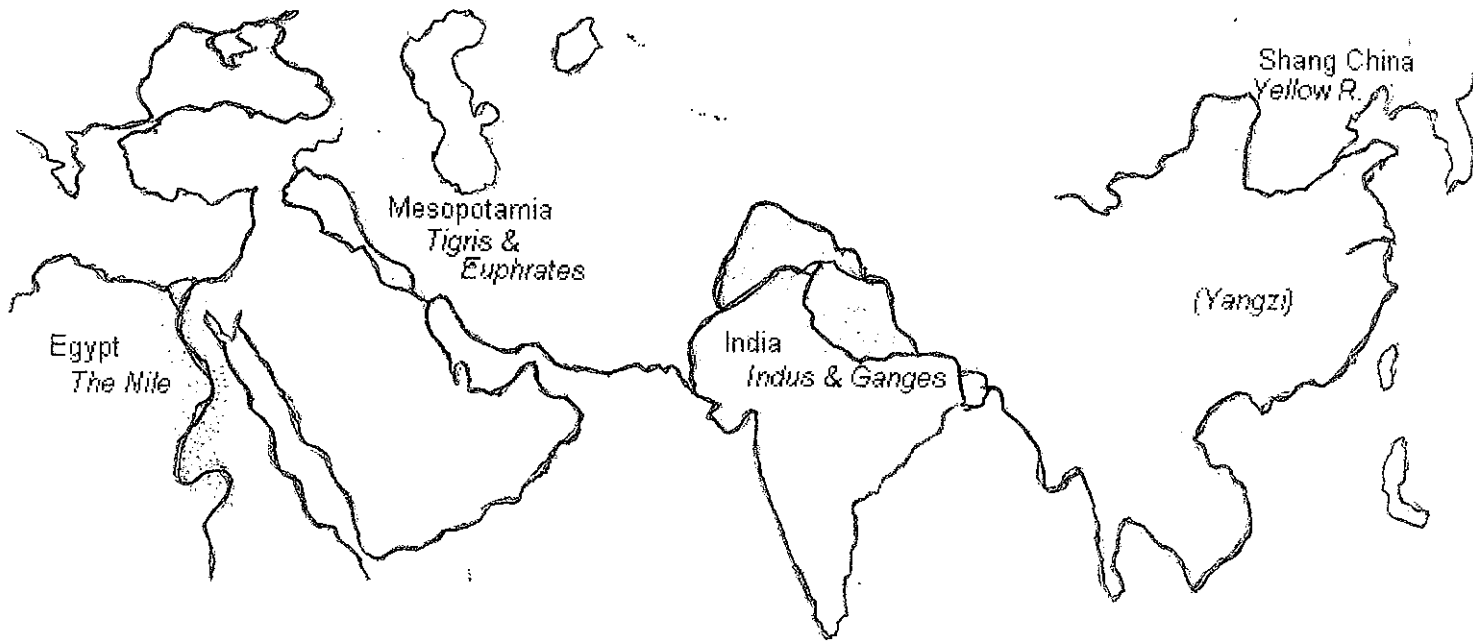 Shang China
Yellow R.
Mesopotamia
Tigris &
Euphrates
(Yangzi)
Egypt
The Nile
India
Indus & Ganges